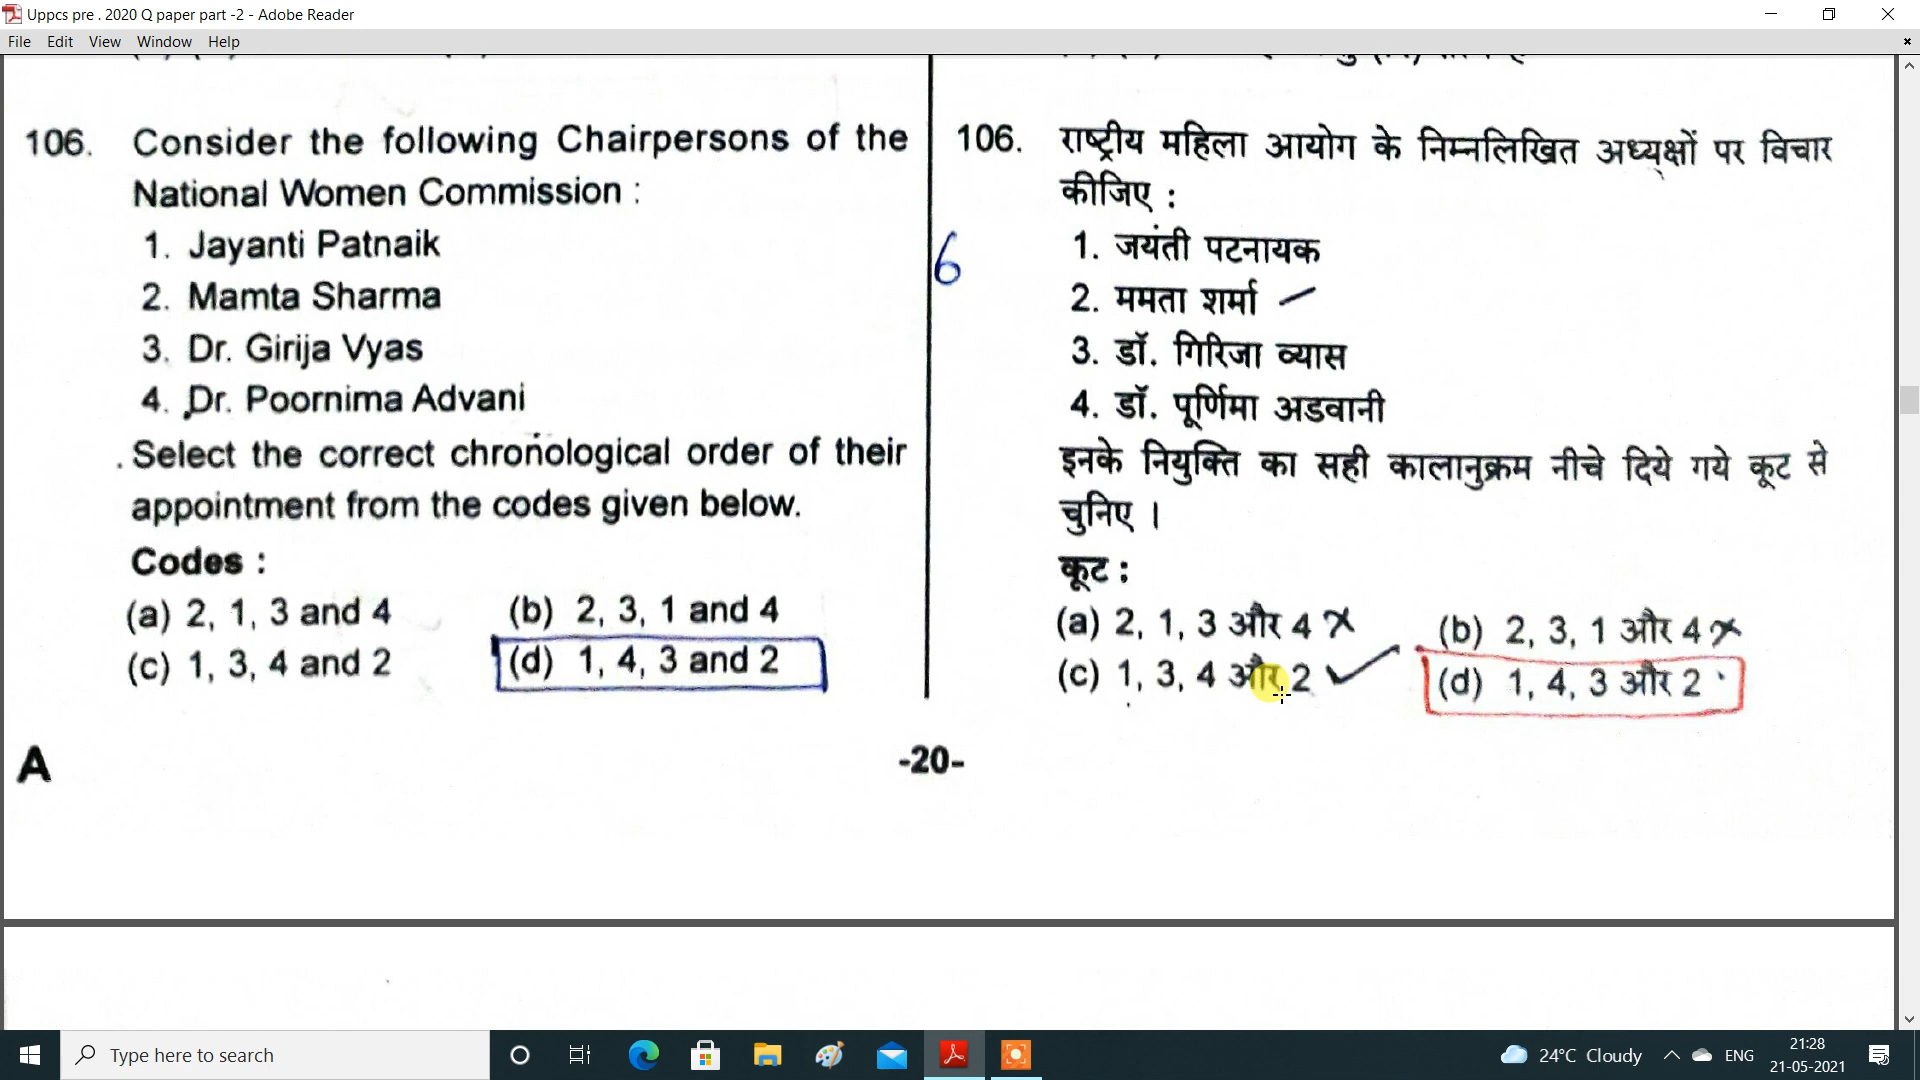 Uppcs pre . 2020 Q paper part -2 - Adobe Reader
File Edit View Window Help
106. Consider the following Chairpersons of the
National Women Commission :
1. Jayanti Patnaik
2. Mamta Sharma
3. Dr. Girija Vyas
4. Dr. Poornima Advani
Select the correct chronological order of their
appointment from the codes given below.
Codes :
(a) 2, 1, 3 and 4 (b) 2, 3, 1 and 4
(c) 1, 3, 4 and 2 (d) 1, 4, 3 and 2
6
106. राष्ट्रीय महिला आयोग के निम्नलिखित अध्यक्षों पर विचार
कीजिए :
1. जयंती पटनायक
2. ममता शर्मा
3. डॉ. गिरिजा व्यास
4. डॉ. पूर्णिमा अडवानी
इनके नियुक्ति का सही कालानुक्रम नीचे दिये गये कूट से
चुनिए ।
कूट :
(a) 2, 1, 3 और 4 (b) 2, 3, 1 और 4
(c) 1, 3, 4 और 2 (d) 1, 4, 3 और 2
A -20-
Type here to search
24°C Cloudy ENG 21:28
21-05-2021